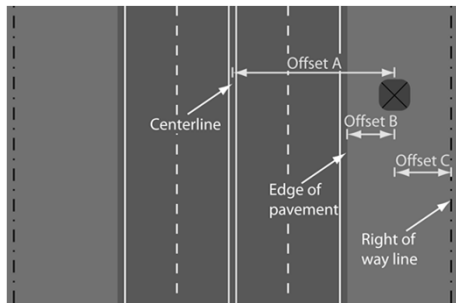 Offset A
Centerline
Offset B
Offset C
Edge of
pavement
Right of
way line